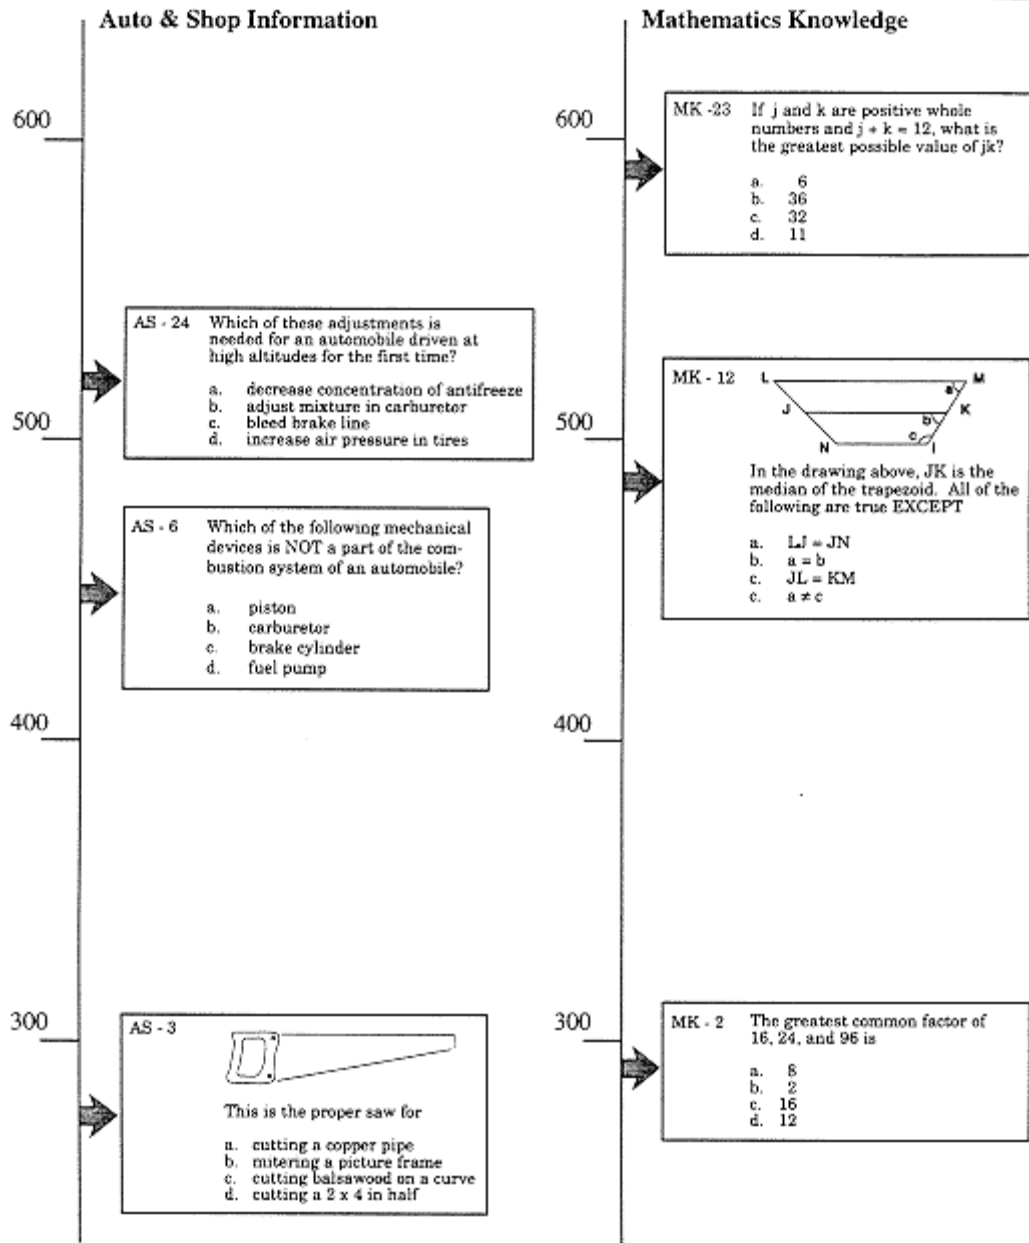 Auto & Shop Information
600
500
400
300
AS - 24 Which of these adjustments is
needed for an automobile driven at
high altitudes for the first time?
a. decrease concentration of antifreeze
b. adjust mixture in carburetor
c. bleed brake line
d. increase air pressure in tires
AS - 6 Which of the following mechanical
devices is NOT a part of the com-
bustion system of an automobile?
a. piston
b. carburetor
c. brake cylinder
d. fuel pump
AS - 3
This is the proper saw for
a. cutting a copper pipe
b. mitering a picture frame
c. cutting balsawood on a curve
d. cutting a 2 x 4 in half
Mathematics Knowledge
600
500
400
300
MK -23 If j and k are positive whole
numbers and j + k = 12, what is
the greatest possible value of jk?
a. 6
b. 36
c. 32
d. 11
MK - 12
L M
a
J K
b
c
N I
In the drawing above, JK is the
median of the trapezoid. All of the
following are true EXCEPT
a. LJ = JN
b. a = b
c. JL = KM
c. a ≠ c
MK - 2 The greatest common factor of
16, 24, and 96 is
a. 8
b. 2
c. 16
d. 12